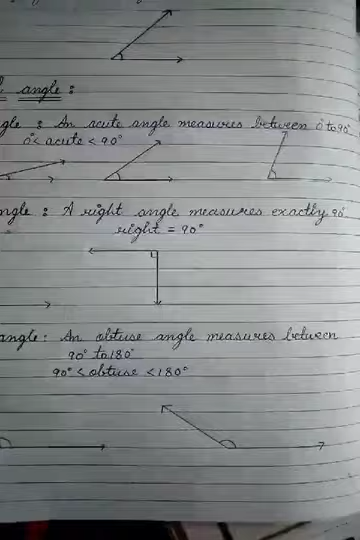 angle :
gle : An acute angle measures between 0° to 90°
0° < acute < 90°
ngle : A right angle measures exactly 90°
right = 90°
angle : An obtuse angle measures between
90° to 180°
90° < obtuse < 180°